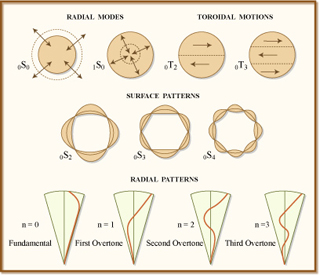 RADIAL MODES TOROIDAL MOTIONS
₀S₀ ₁S₀ ₀T₂ ₀T₃
SURFACE PATTERNS
₀S₂ ₀S₃ ₀S₄
RADIAL PATTERNS
n = 0 n = 1 n = 2 n =3
Fundamental First Overtone Second Overtone Third Overtone